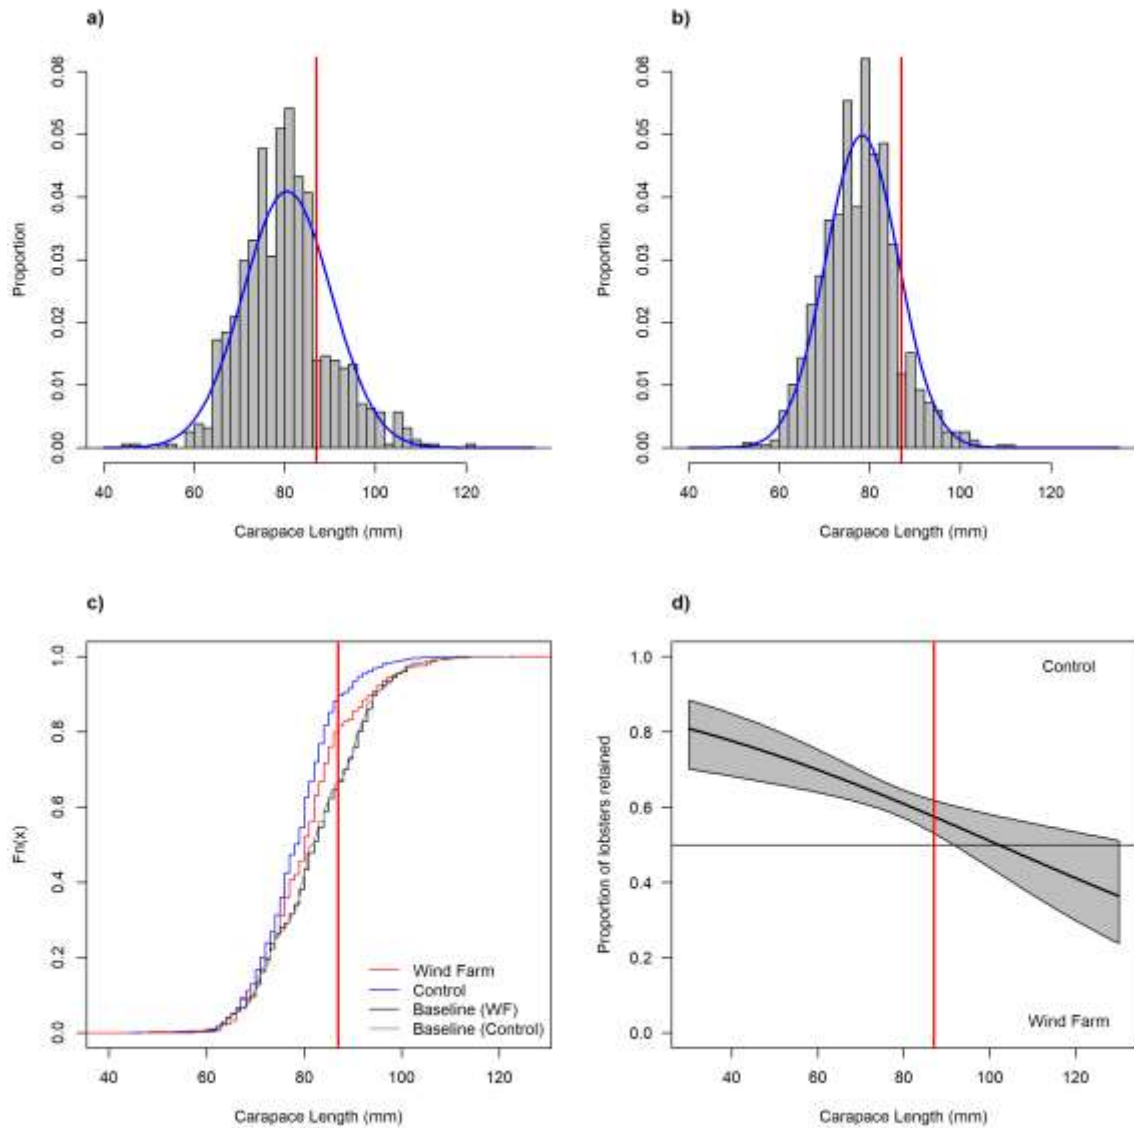 a)
Proportion
0.00 0.01 0.02 0.03 0.04 0.05 0.06
40 60 80 100 120
Carapace Length (mm)
b)
Proportion
0.00 0.01 0.02 0.03 0.04 0.05 0.06
40 60 80 100 120
Carapace Length (mm)
c)
Fn(x)
0.0 0.2 0.4 0.6 0.8 1.0
Wind Farm
Control
Baseline (WF)
Baseline (Control)
40 60 80 100 120
Carapace Length (mm)
d)
Proportion of lobsters retained
0.0 0.2 0.4 0.6 0.8 1.0
Control
Wind Farm
40 60 80 100 120
Carapace Length (mm)